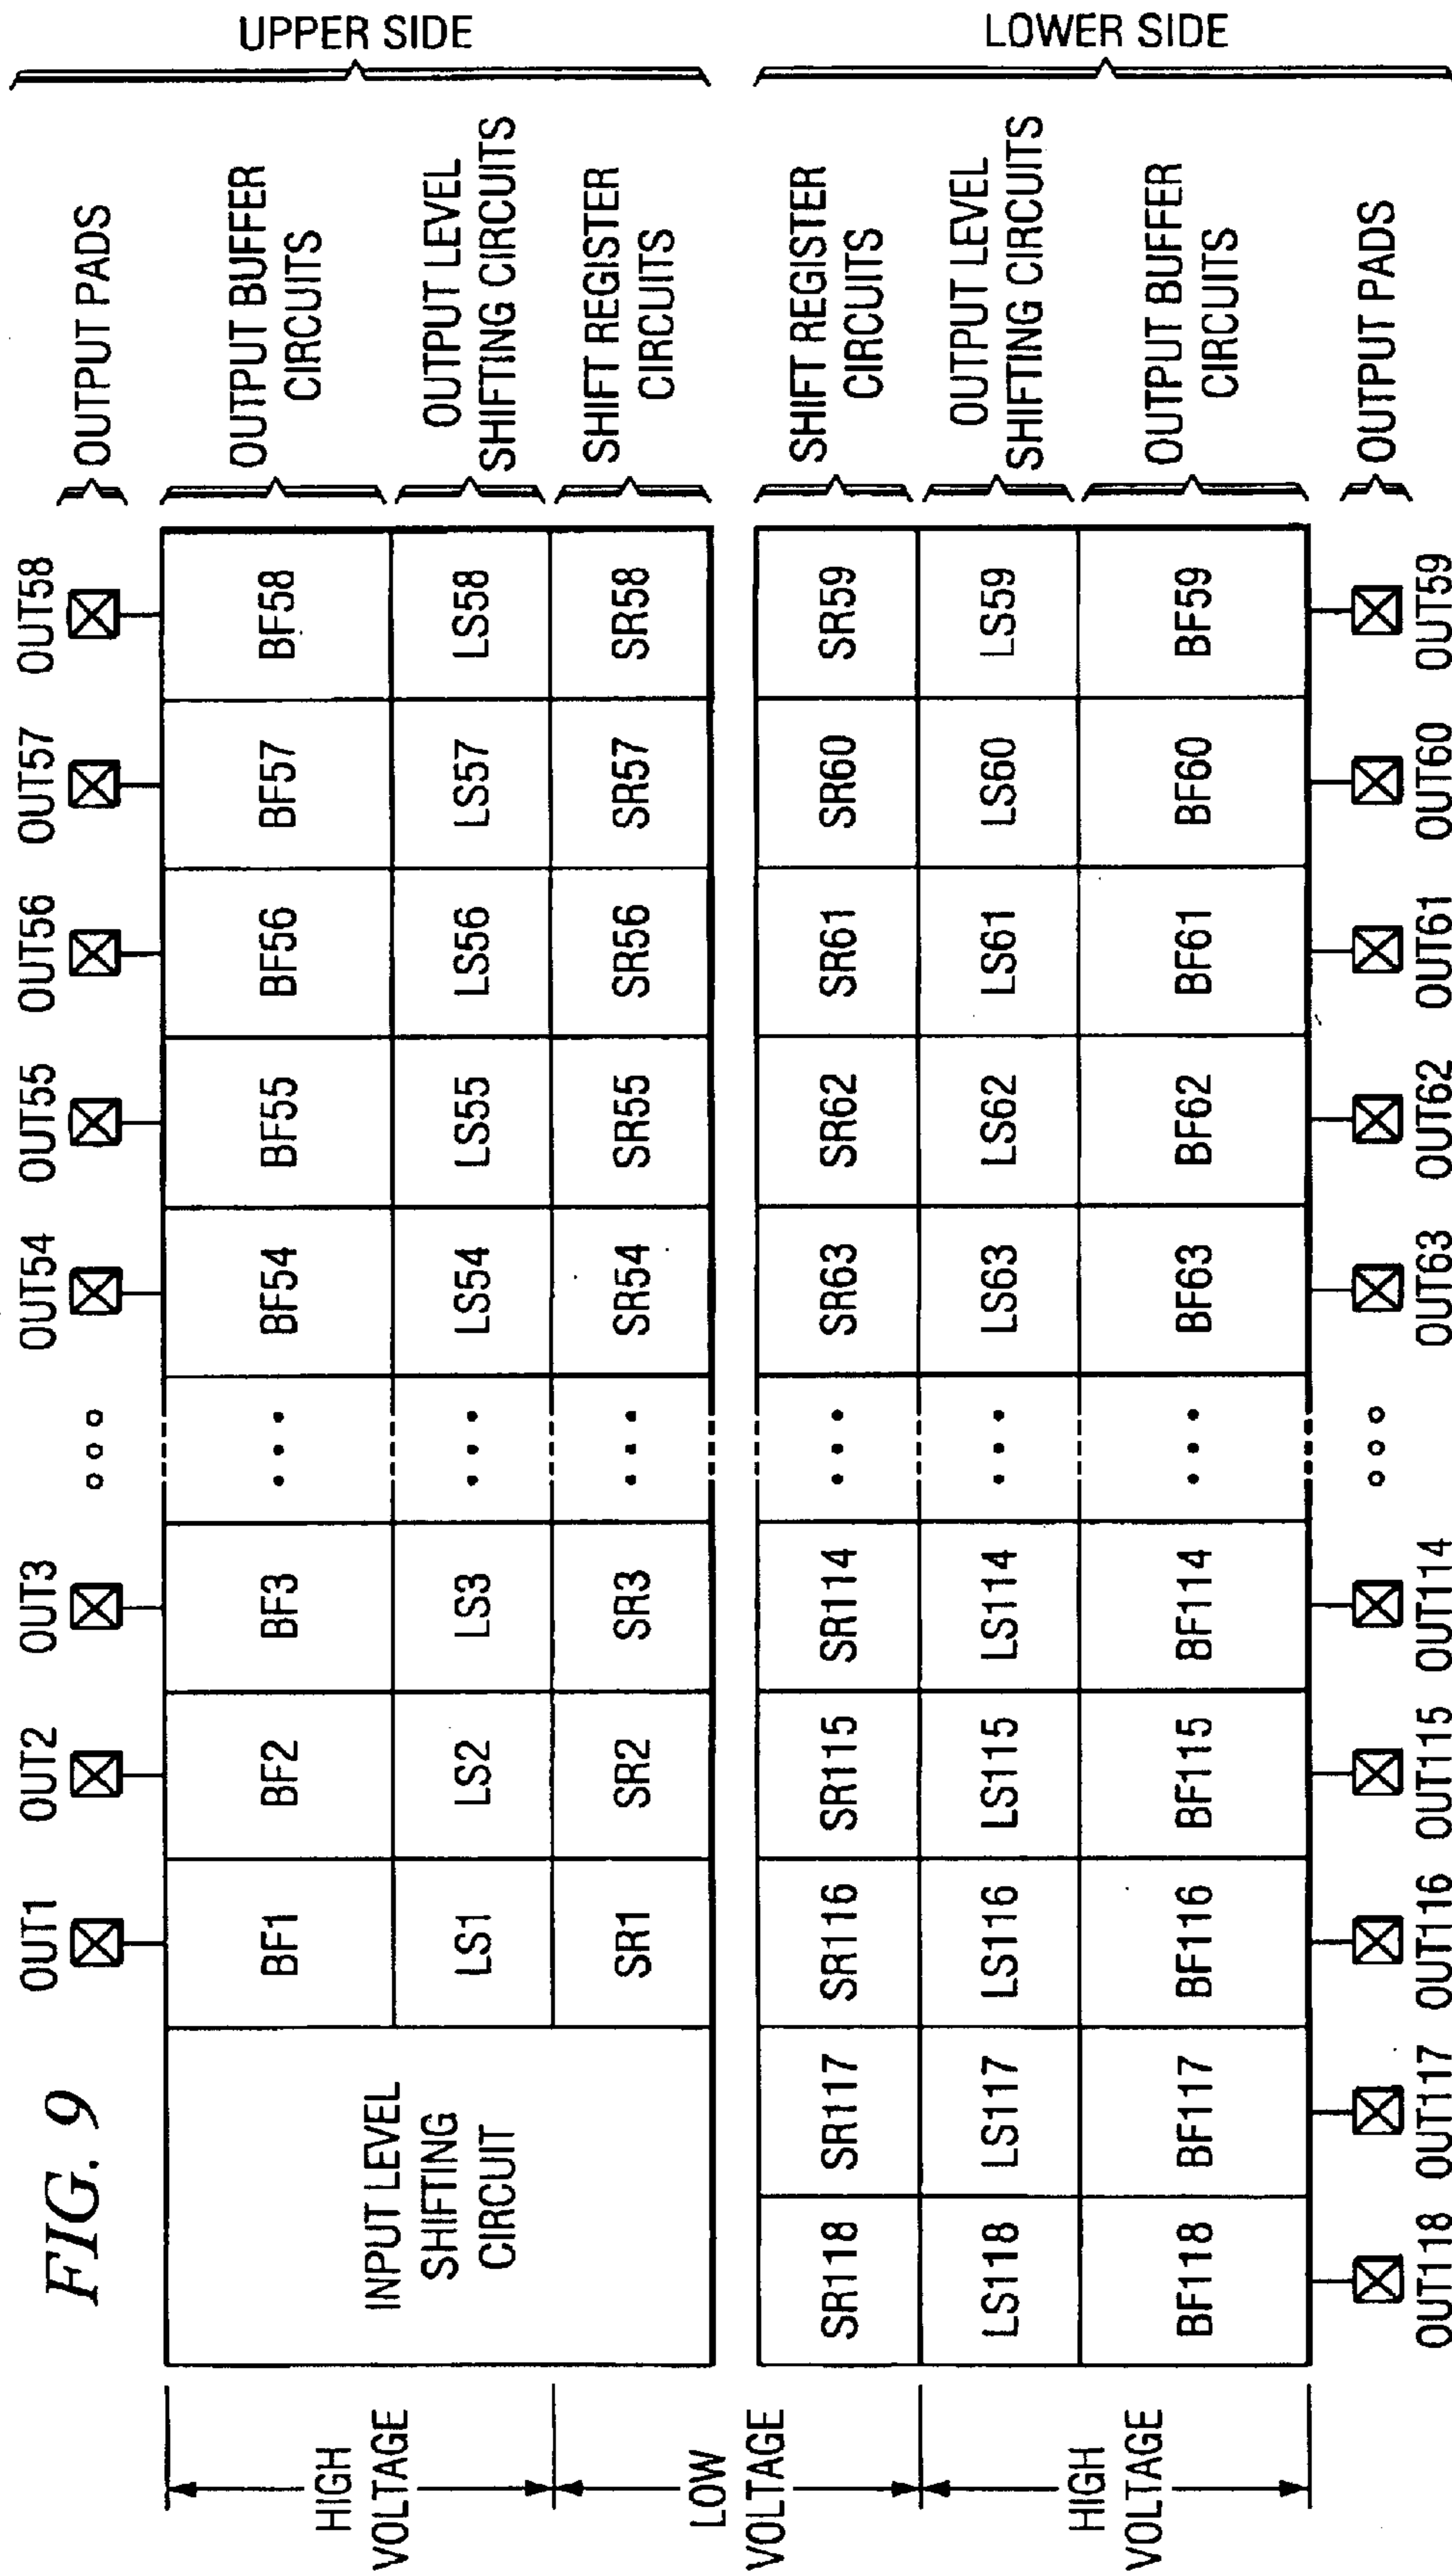 FIG. 9
OUT1 OUT2 OUT3 OUT54 OUT55 OUT56 OUT57 OUT58
OUTPUT PADS
UPPER SIDE
INPUT LEVEL
SHIFTING
CIRCUIT
BF1 BF2 BF3 BF54 BF55 BF56 BF57 BF58
OUTPUT BUFFER
CIRCUITS
LS1 LS2 LS3 LS54 LS55 LS56 LS57 LS58
OUTPUT LEVEL
SHIFTING CIRCUITS
SR1 SR2 SR3 SR54 SR55 SR56 SR57 SR58
SHIFT REGISTER
CIRCUITS
HIGH
VOLTAGE
LOW
VOLTAGE
HIGH
VOLTAGE
SR118 SR117 SR116 SR115 SR114 SR63 SR62 SR61 SR60 SR59
SHIFT REGISTER
CIRCUITS
LS118 LS117 LS116 LS115 LS114 LS63 LS62 LS61 LS60 LS59
OUTPUT LEVEL
SHIFTING CIRCUITS
BF118 BF117 BF116 BF115 BF114 BF63 BF62 BF61 BF60 BF59
OUTPUT BUFFER
CIRCUITS
LOWER SIDE
OUTPUT PADS
OUT118 OUT117 OUT116 OUT115 OUT114 OUT63 OUT62 OUT61 OUT60 OUT59